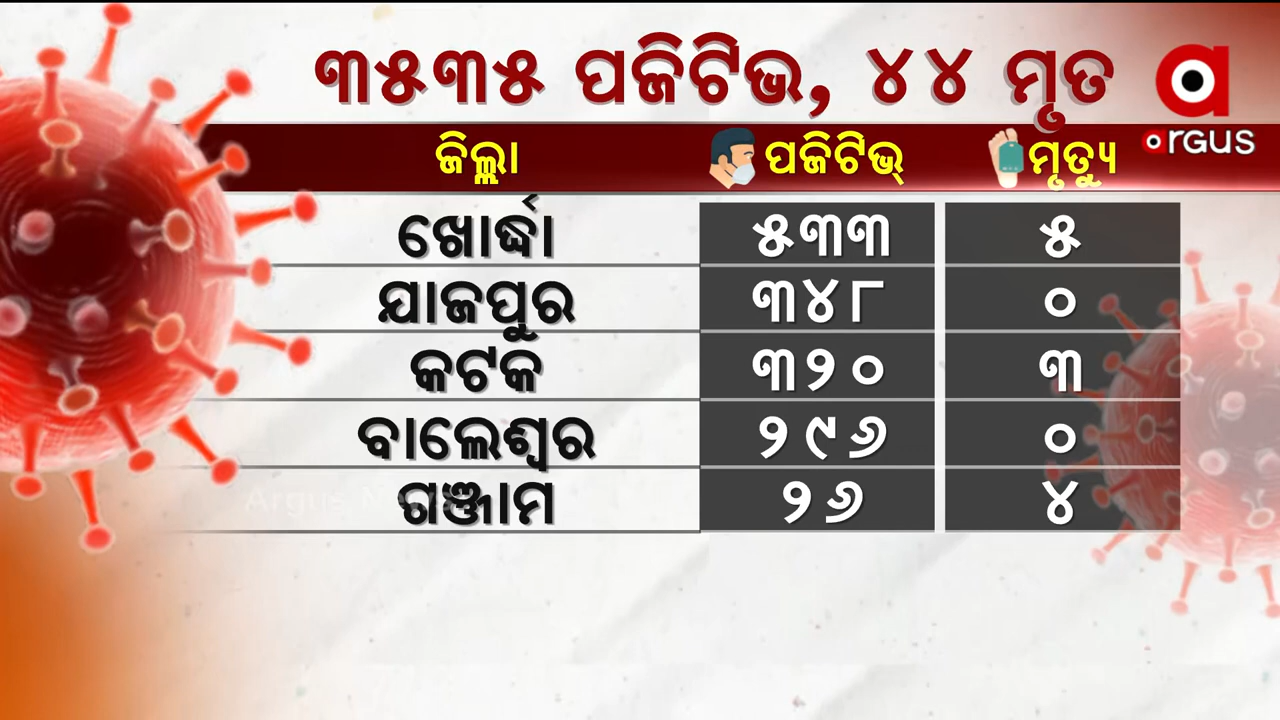 ୩୫୩୫ ପଜିଟିଭ, ୪୪ ମୃତ
argus
ଜିଲ୍ଲା ପଜିଟିଭ୍ ମୃତ୍ୟୁ
ଖୋର୍ଦ୍ଧା ୫୩୩ ୫
ଯାଜପୁର ୩୪୮ ୦
କଟକ ୩୨୦ ୩
ବାଲେଶ୍ୱର ୨୯୬ ୦
ଗଞ୍ଜାମ ୨୬ ୪